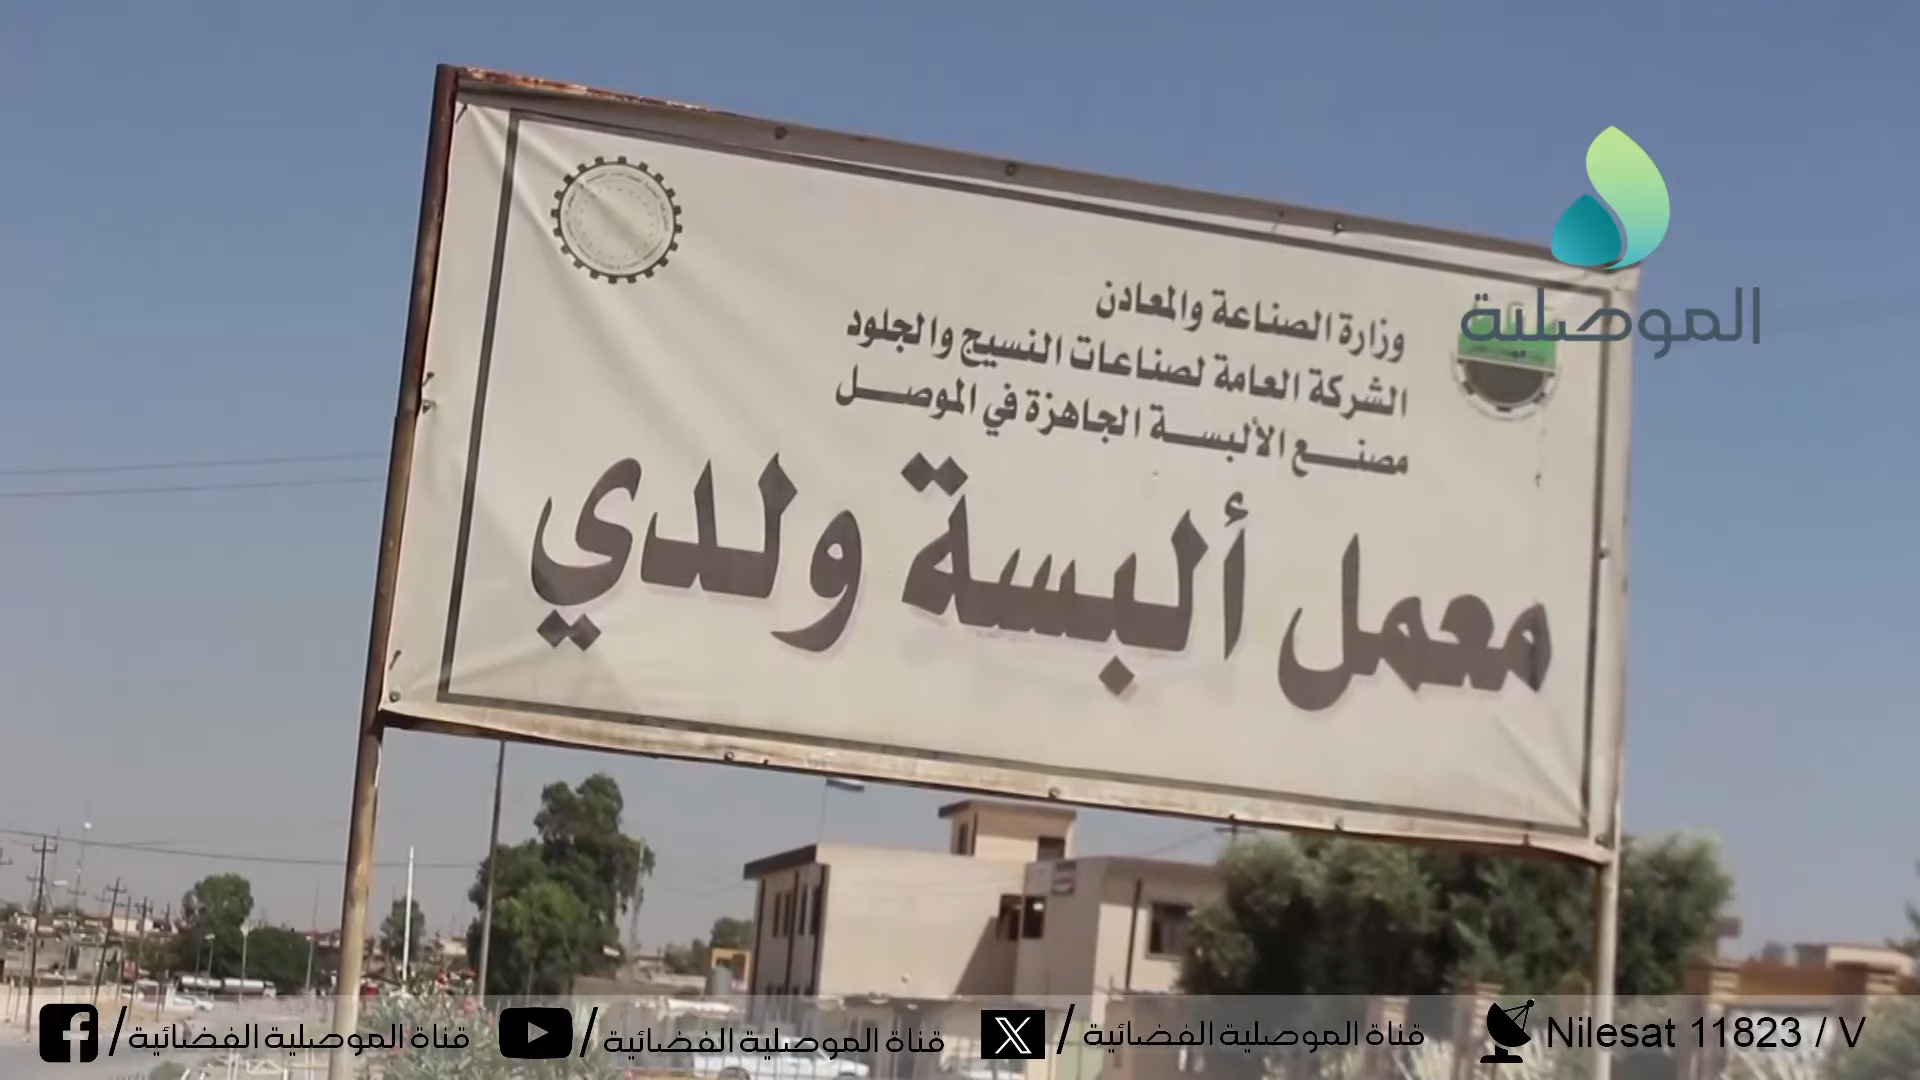 الموصلية
وزارة الصناعة والمعادن
الشركة العامة لصناعات النسيج والجلود
مصنع الألبسة الجاهزة في الموصل
معمل ألبسة ولدي
/قناة الموصلية الفضائية
/قناة الموصلية الفضائية
/قناة الموصلية الفضائية
Nilesat 11823 / V